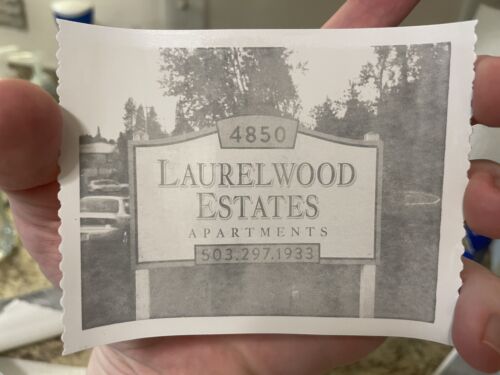 4850
LAURELWOOD
ESTATES
APARTMENTS
503.297.1933